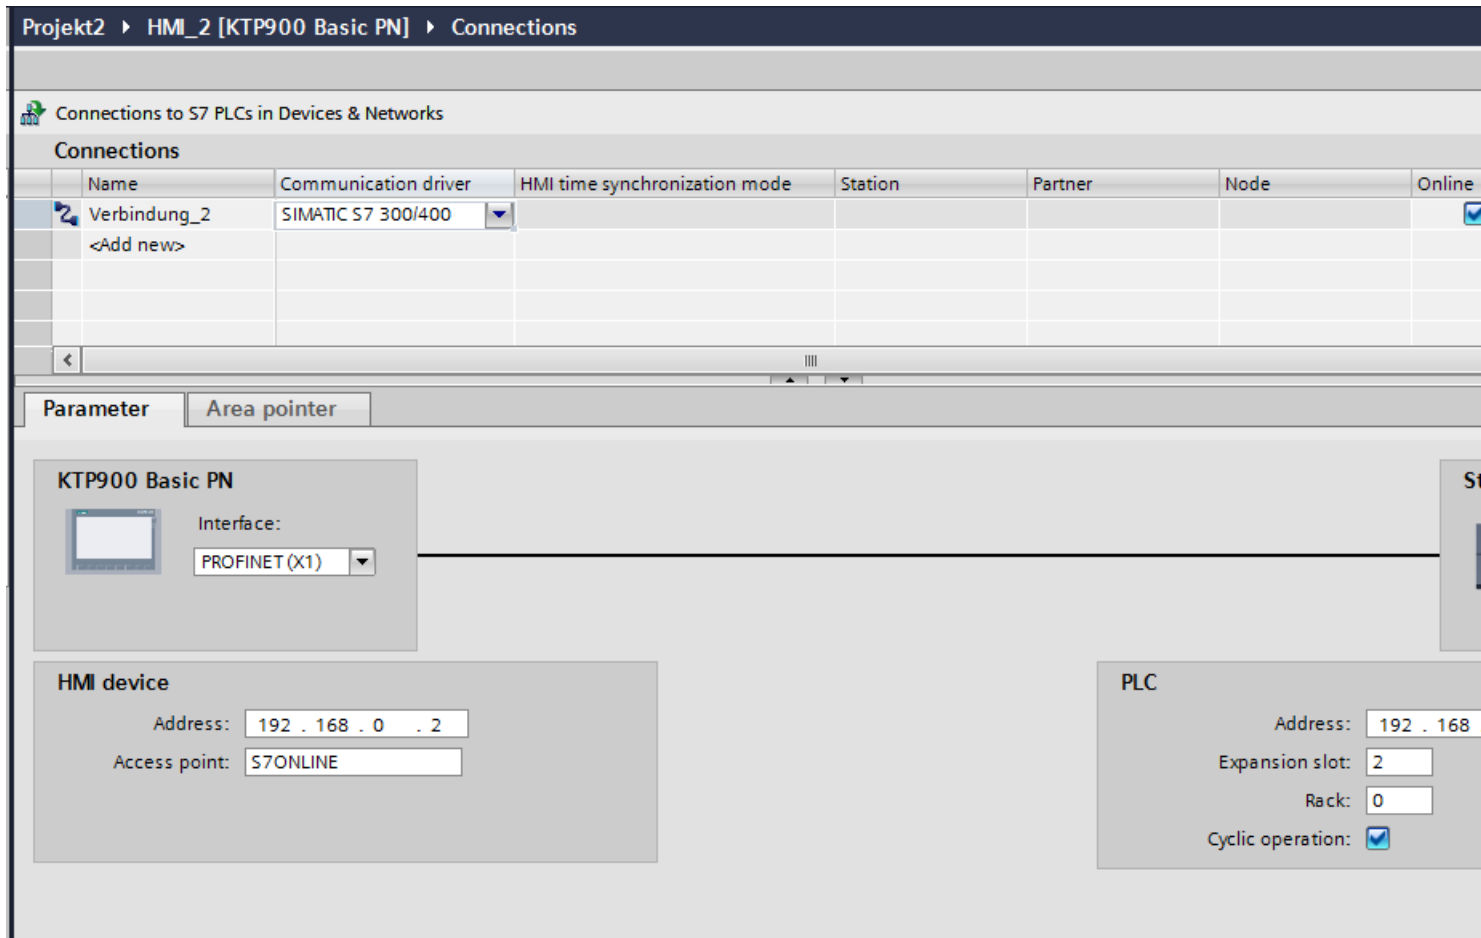 Projekt2 HMI_2 [KTP900 Basic PN] Connections
Connections to S7 PLCs in Devices & Networks
Connections
Name Communication driver HMI time synchronization mode Station Partner Node Online
Verbindung_2 SIMATIC S7 300/400
<Add new>
Parameter Area pointer
KTP900 Basic PN
Interface:
PROFINET (X1)
HMI device
Address: 192 . 168 . 0 . 2
Access point: S7ONLINE
PLC
Address: 192 . 168
Expansion slot: 2
Rack: 0
Cyclic operation: